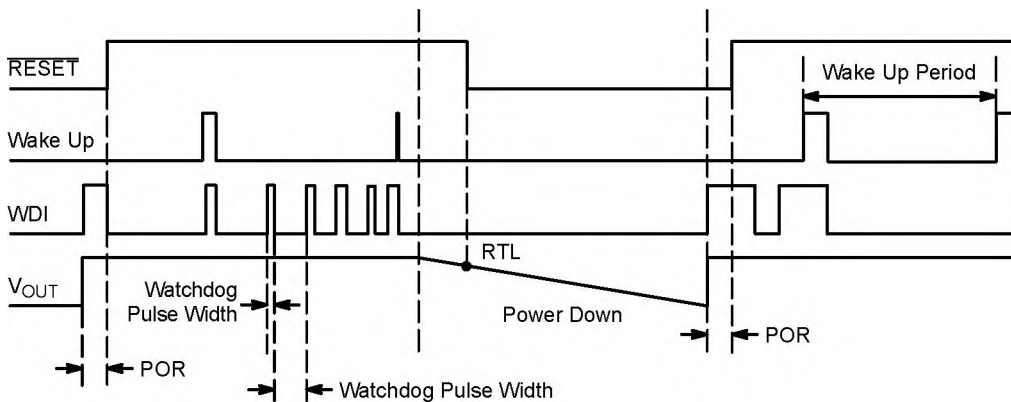 RESET
Wake Up Period
Wake Up
WDI
RTL
VOUT
Watchdog
Pulse Width
Power Down
POR
POR
Watchdog Pulse Width